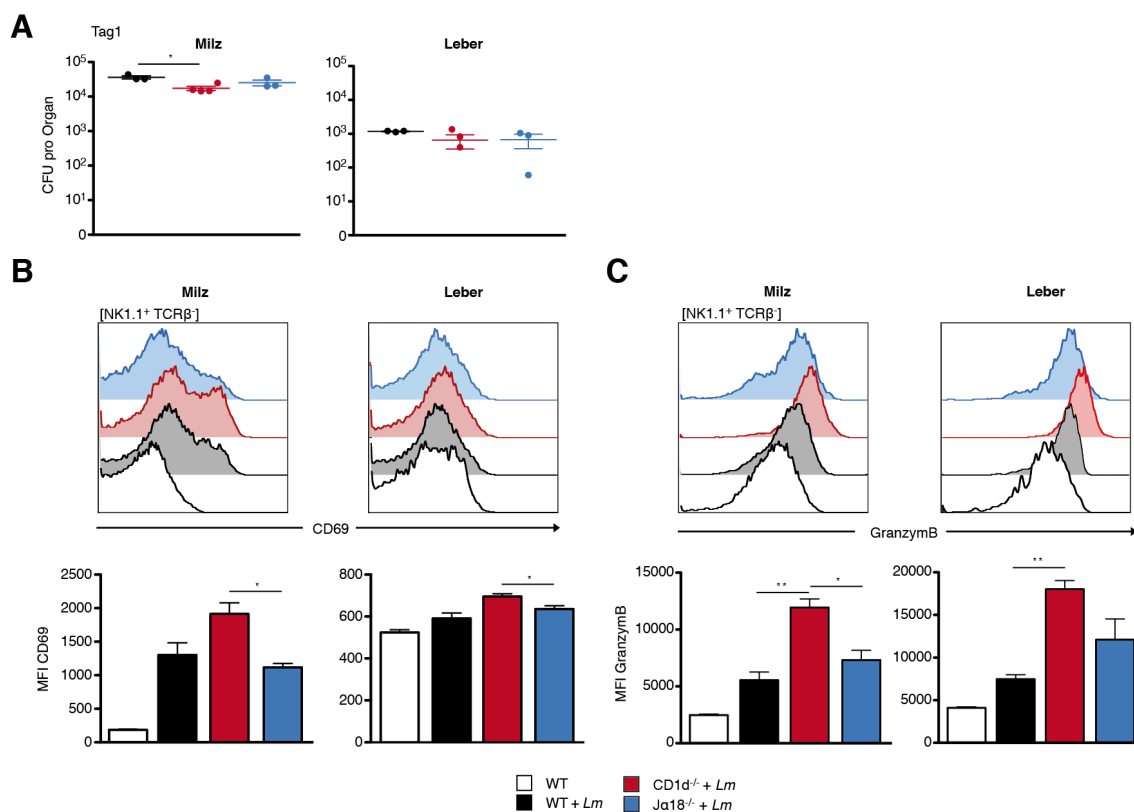 A
Tag1
Milz
Leber
CFU pro Organ
10⁵
10⁴
10³
10²
10¹
0
*
10⁵
10⁴
10³
10²
10¹
0
B
Milz
Leber
[NK1.1⁺ TCRβ⁻]
CD69
MFI CD69
2500
2000
1500
1000
500
0
*
800
600
400
200
0
*
C
Milz
Leber
[NK1.1⁺ TCRβ⁻]
GranzymB
MFI GranzymB
15000
10000
5000
0
**
*
20000
15000
10000
5000
0
**
WT
WT + Lm
CD1d⁻/⁻ + Lm
Jα18⁻/⁻ + Lm